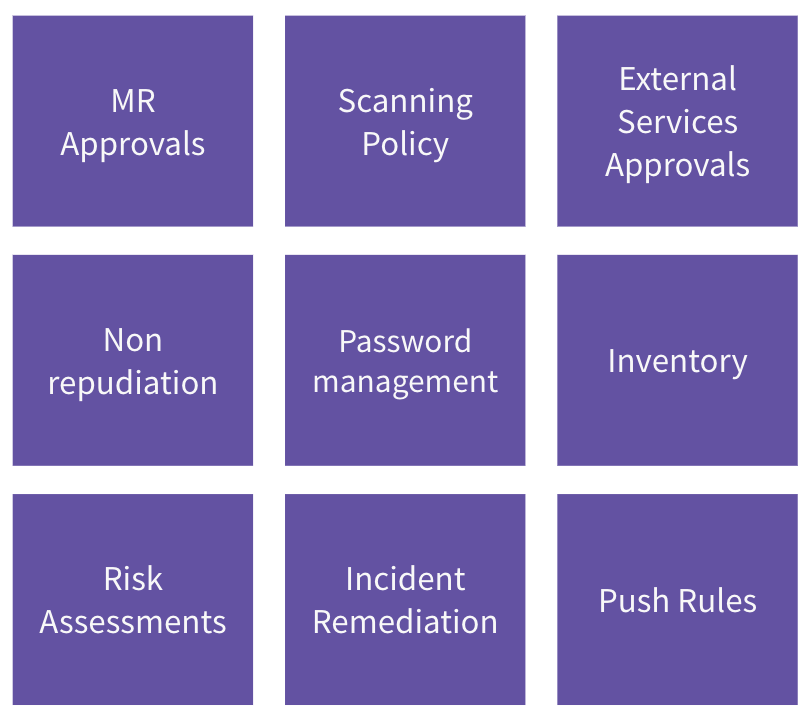 MR
Approvals
Scanning
Policy
External
Services
Approvals
Non
repudiation
Password
management
Inventory
Risk
Assessments
Incident
Remediation
Push Rules